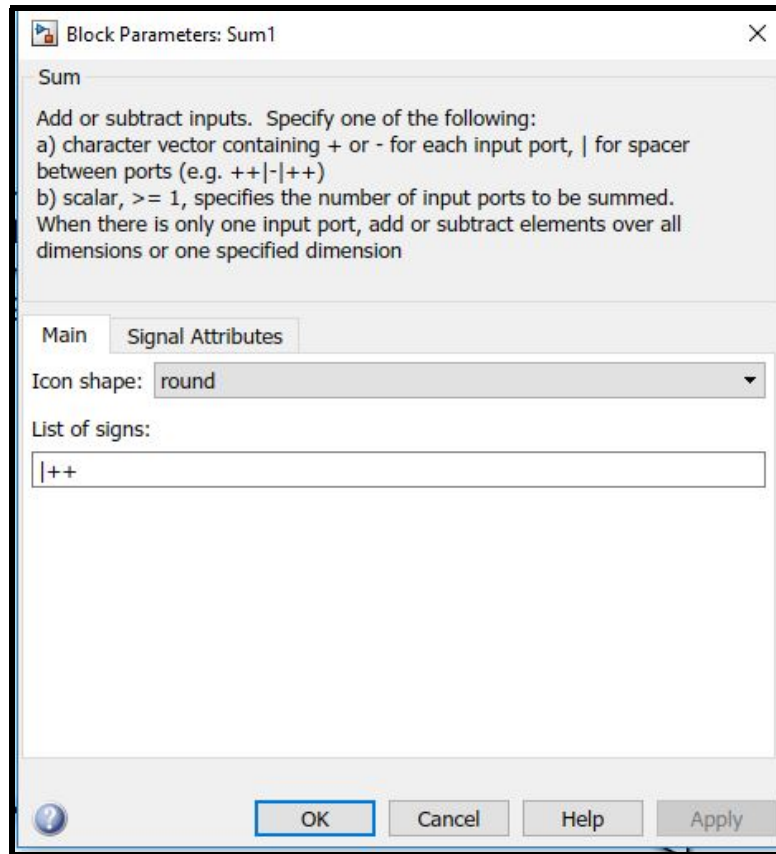 Block Parameters: Sum1
Sum
Add or subtract inputs.  Specify one of the following:
a) character vector containing + or - for each input port, | for spacer
between ports (e.g. ++|-|++)
b) scalar, >= 1, specifies the number of input ports to be summed.
When there is only one input port, add or subtract elements over all
dimensions or one specified dimension
Main Signal Attributes
Icon shape: round
List of signs:
|++
? OK Cancel Help Apply